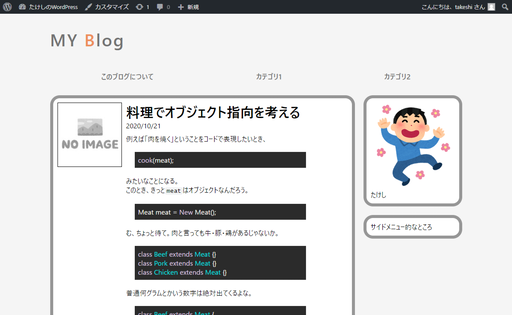 たけしのWordPress カスタマイズ 1 0 新規 こんにちは、takeshi さん
MY Blog
このブログについて カテゴリ1 カテゴリ2
NO IMAGE
料理でオブジェクト指向を考える
2020/10/21
例えば「肉を焼く」ということをコードで表現したいとき、
cook(meat);
みたいなことになる。
このとき、きっと meat はオブジェクトなんだろう。
Meat meat = New Meat();
む、ちょっと待て。肉と言っても牛・豚・鶏があるじゃないか。
class Beef extends Meat {}
class Pork extends Meat {}
class Chicken extends Meat {}
普通何グラムとかいう数字は絶対出てくるよな。
class Beef extends Meat {
たけし
サイドメニュー的なところ